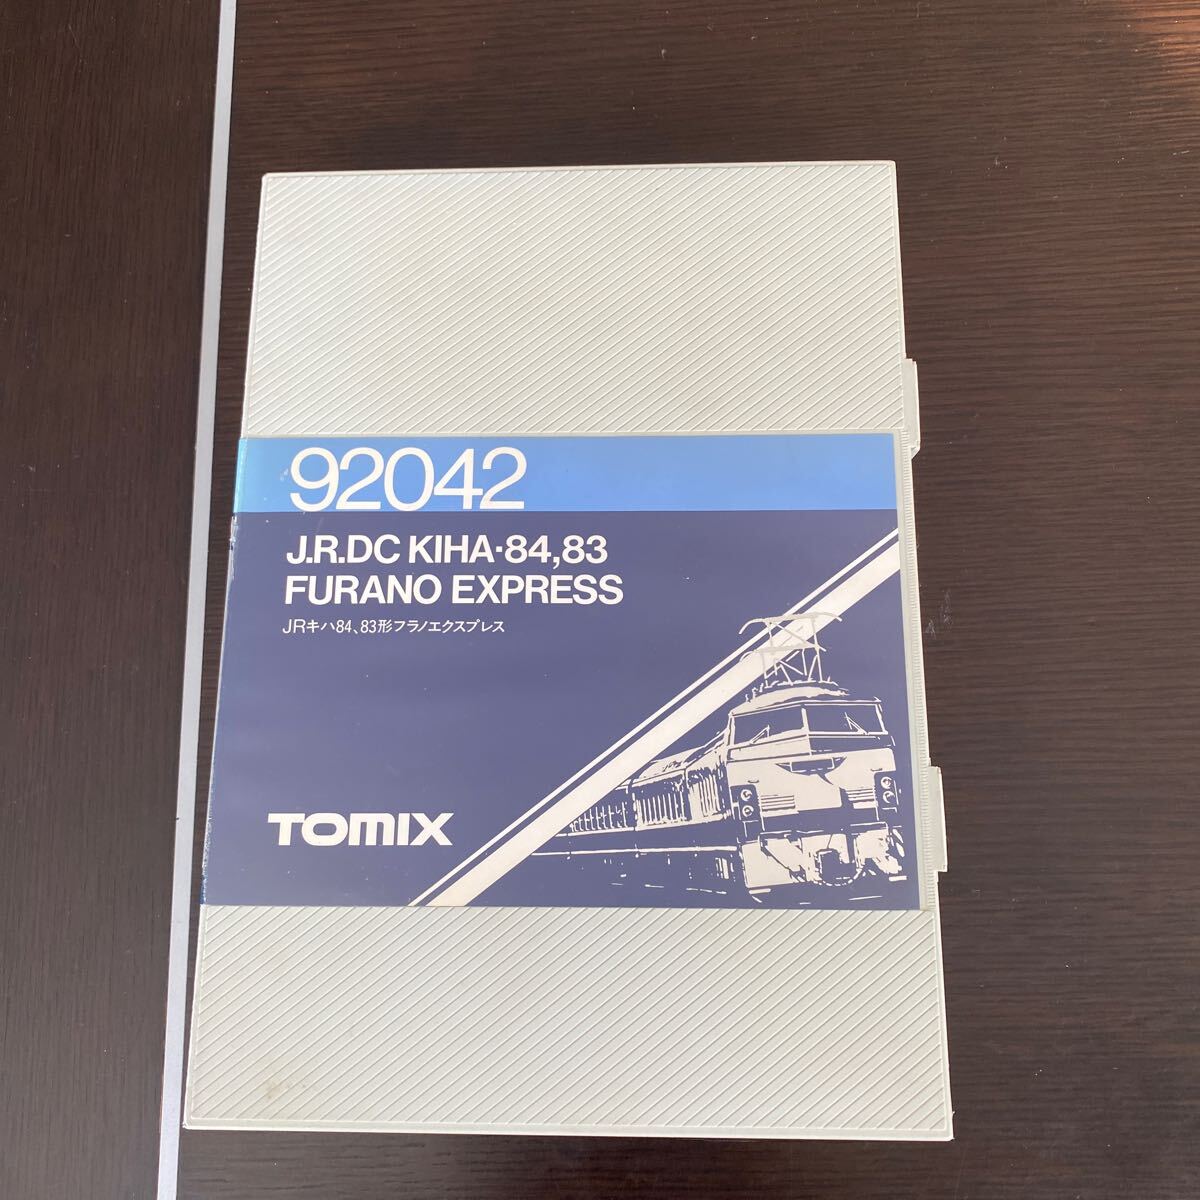 92042
J.R.DC KIHA・84,83
FURANO EXPRESS
JRキハ84、83形フラノエクスプレス
TOMIX